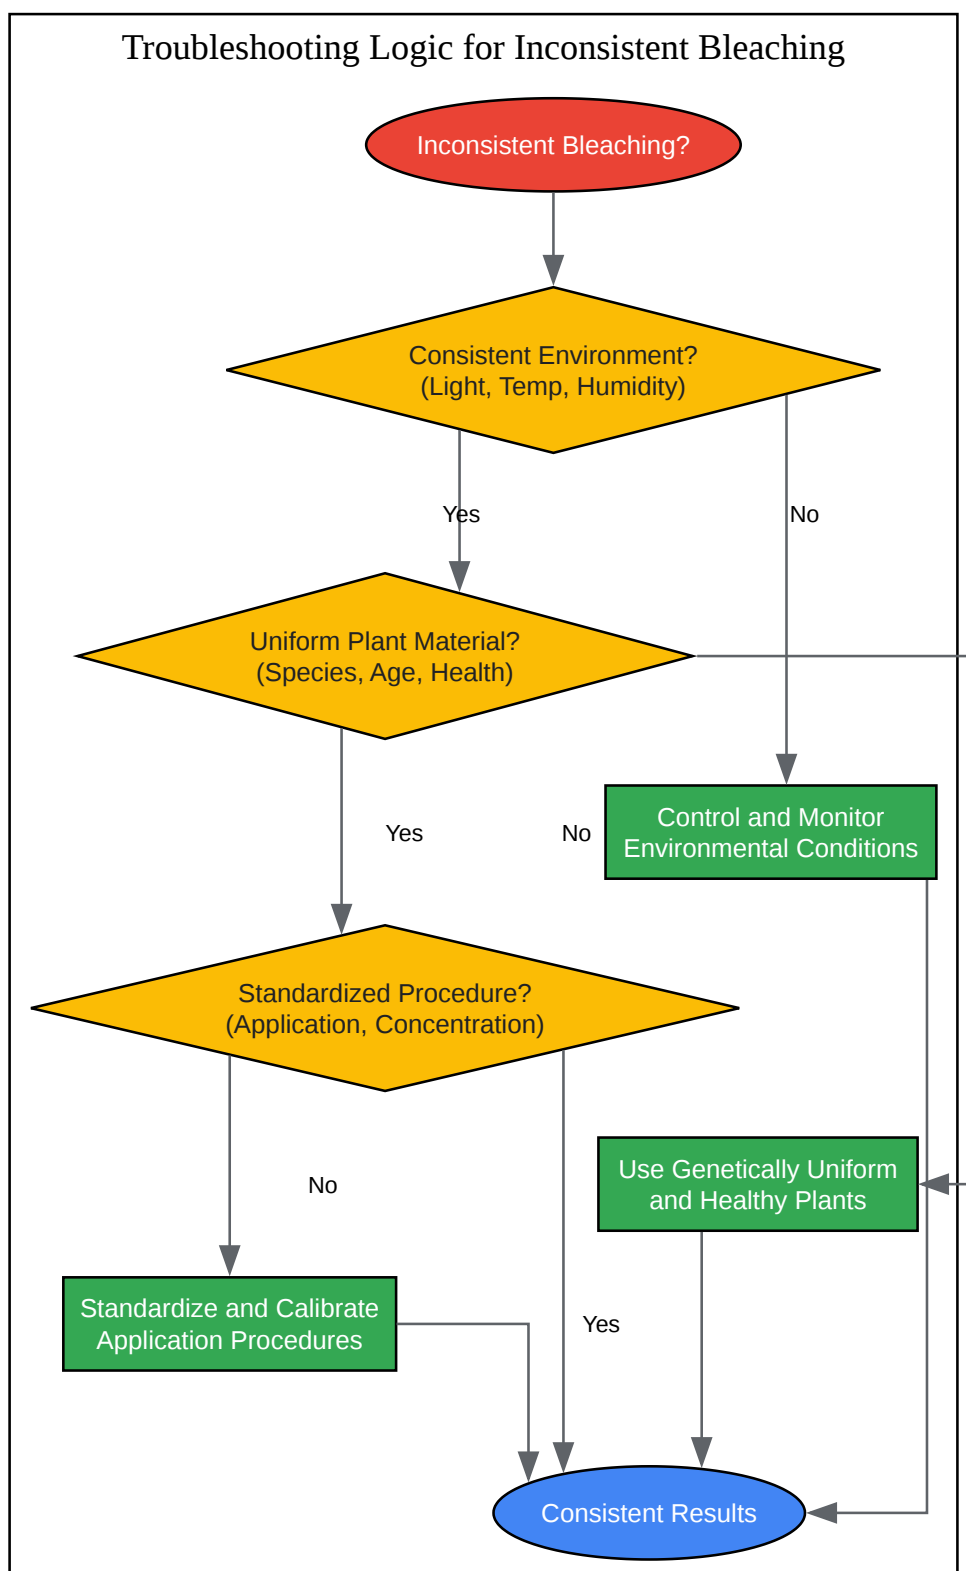 Troubleshooting Logic for Inconsistent Bleaching
Inconsistent Bleaching?
Consistent Environment?
(Light, Temp, Humidity)
Yes
No
Uniform Plant Material?
(Species, Age, Health)
Yes
No
Control and Monitor
Environmental Conditions
Standardized Procedure?
(Application, Concentration)
No
Use Genetically Uniform
and Healthy Plants
Standardize and Calibrate
Application Procedures
Yes
Consistent Results